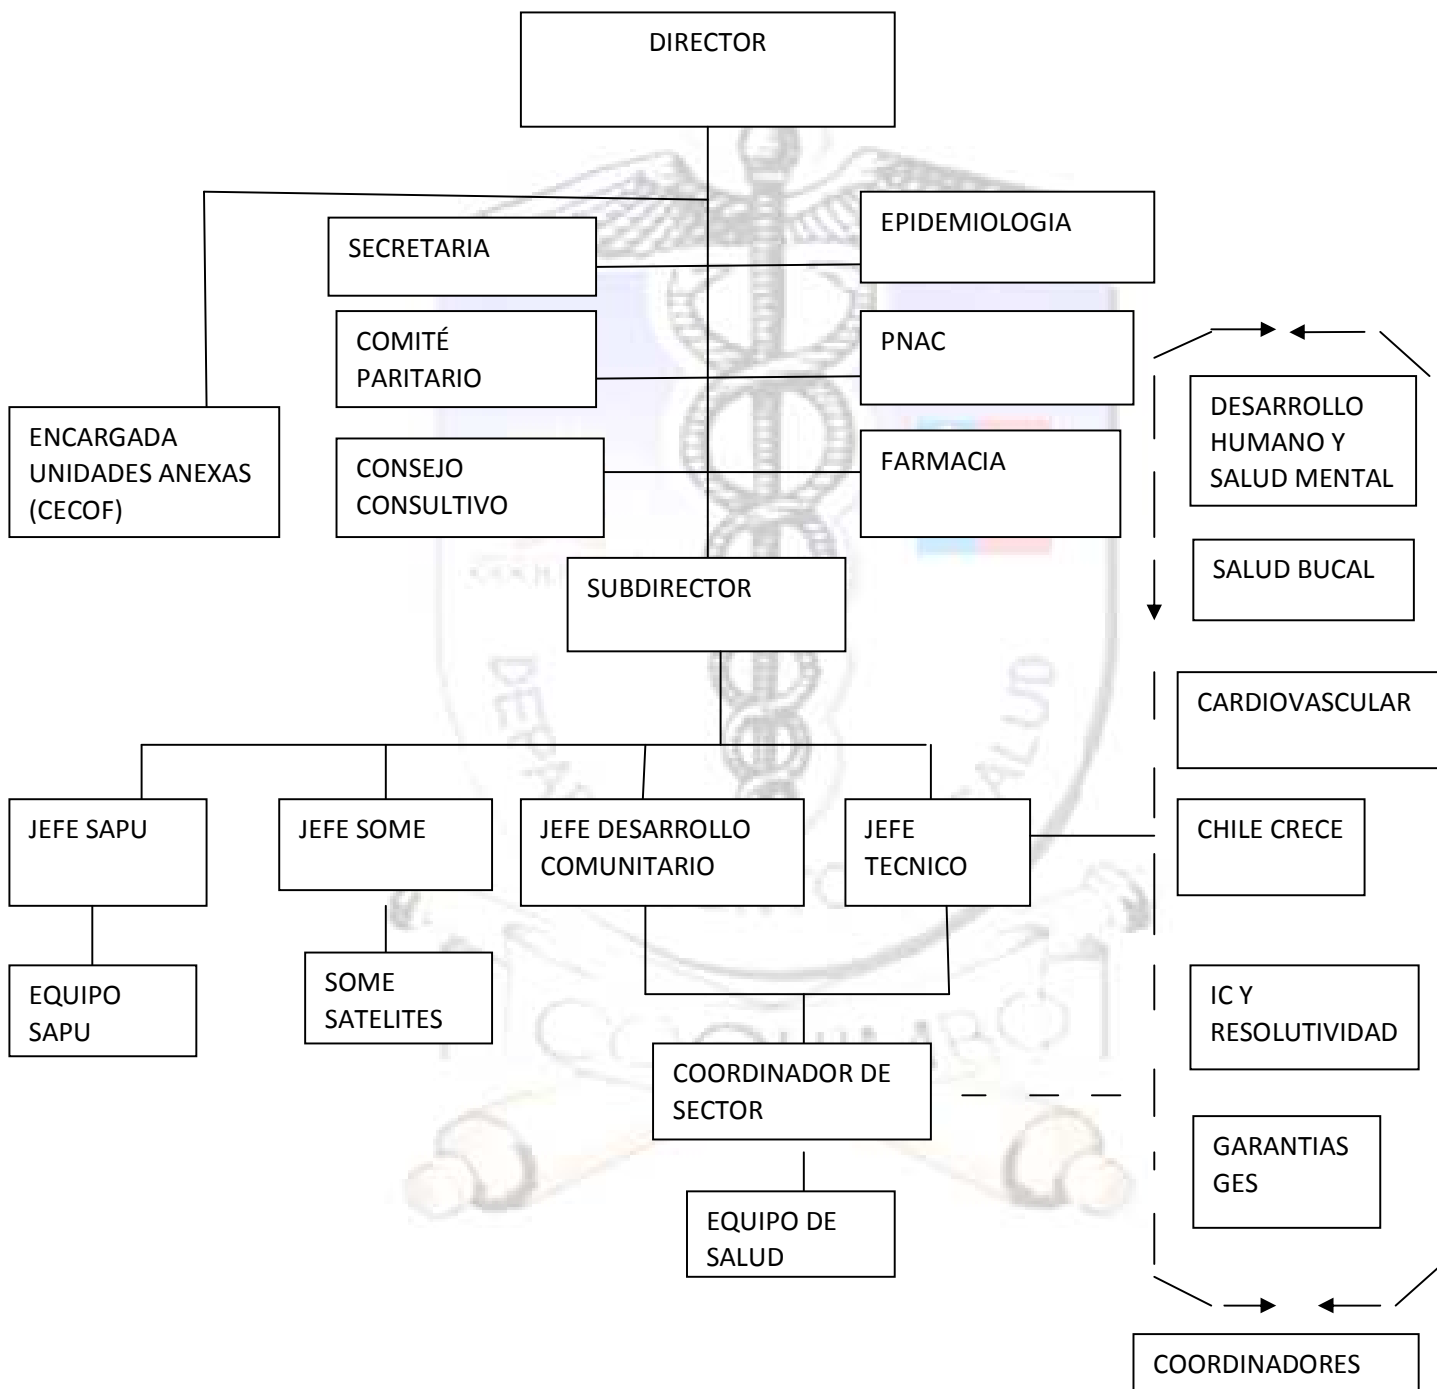 DIRECTOR
SECRETARIA
EPIDEMIOLOGIA
COMITÉ
PARITARIO
PNAC
ENCARGADA
UNIDADES ANEXAS
(CECOF)
CONSEJO
CONSULTIVO
FARMACIA
DESARROLLO
HUMANO Y
SALUD MENTAL
SUBDIRECTOR
SALUD BUCAL
CARDIOVASCULAR
JEFE SAPU
JEFE SOME
JEFE DESARROLLO
COMUNITARIO
JEFE
TECNICO
CHILE CRECE
EQUIPO
SAPU
SOME
SATELITES
IC Y
RESOLUTIVIDAD
COORDINADOR DE
SECTOR
GARANTIAS
GES
EQUIPO DE
SALUD
COORDINADORES
SALUD